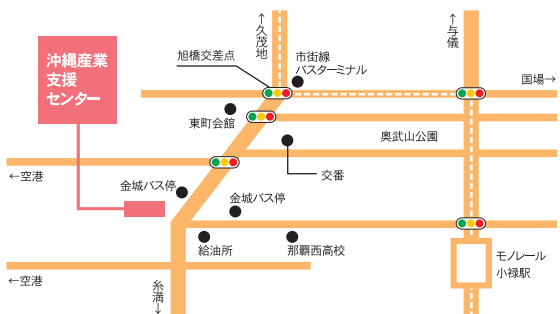 ↑久茂地
↑与儀
旭橋交差点
市街線
バスターミナル
国場→
沖縄産業
支援
センター
東町会館
奥武山公園
←空港
交番
金城バス停
金城バス停
給油所
那覇西高校
モノレール
小禄駅
←空港
糸満↓